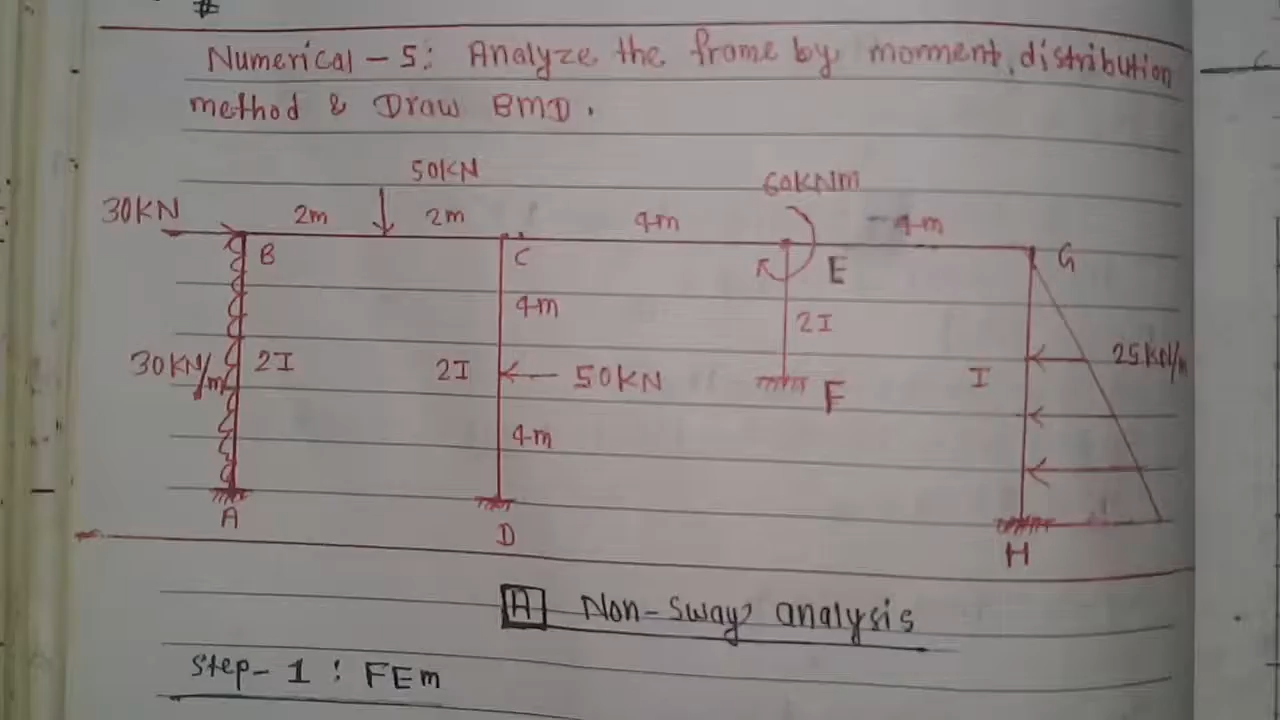 #
Numerical - 5: Analyze the frame by moment distribution
method & Draw BMD.
50KN
60KNm
30KN
2m
2m
4m
4m
B
C
E
G
4m
2I
30KN/m
2I
2I
50KN
I
25KN/m
F
4m
A
D
H
A Non-Sway analysis
Step-1 : FEm